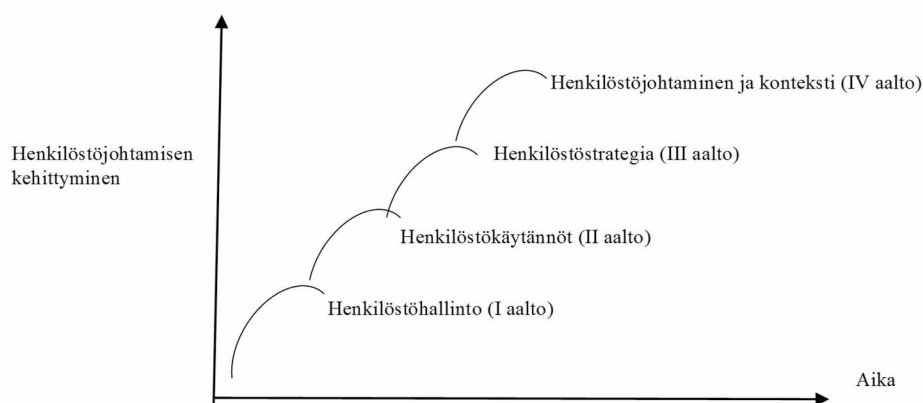 Henkilöstöjohtaminen ja konteksti (IV aalto)
Henkilöstöjohtamisen
kehittyminen
Henkilöstöstrategia (III aalto)
Henkilöstökäytännöt (II aalto)
Henkilöstöhallinto (I aalto)
Aika